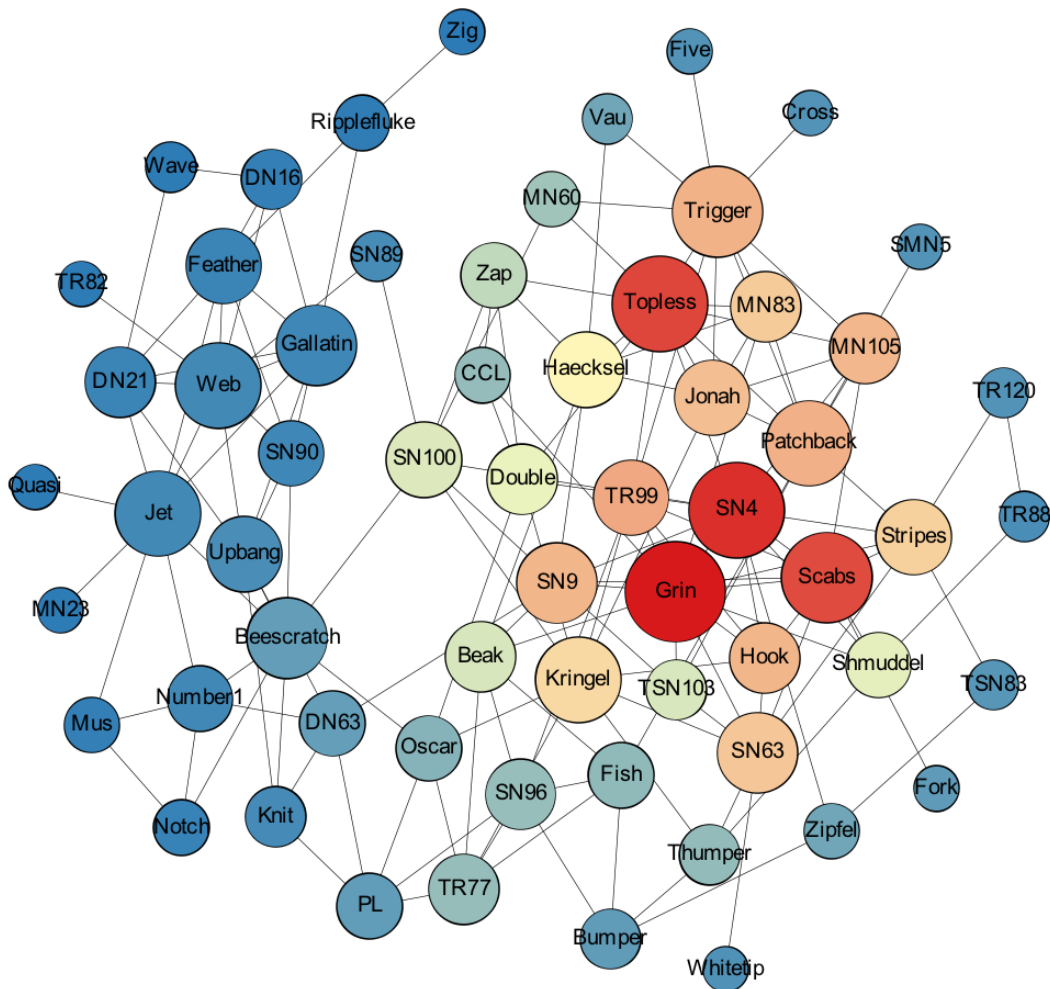 Zig
Five
Ripplefluke
Cross
Vau
Wave
DN16
MN60
Trigger
SMN5
Feather
SN89
Zap
TR82
Topless
MN83
Gallatin
MN105
Haecksel
DN21
Web
CCL
Jonah
TR120
Patchback
SN90
SN100
Double
Quasi
TR99
SN4
Jet
TR88
Stripes
Upbang
SN9
Grin
Scabs
MN23
Beescratch
Beak
Hook
Shmuddel
Kringel
TSN103
TSN83
Number1
Mus
DN63
Oscar
SN63
Fish
SN96
Fork
Knit
Notch
Zipfel
Thumper
TR77
PL
Bumper
Whitetip